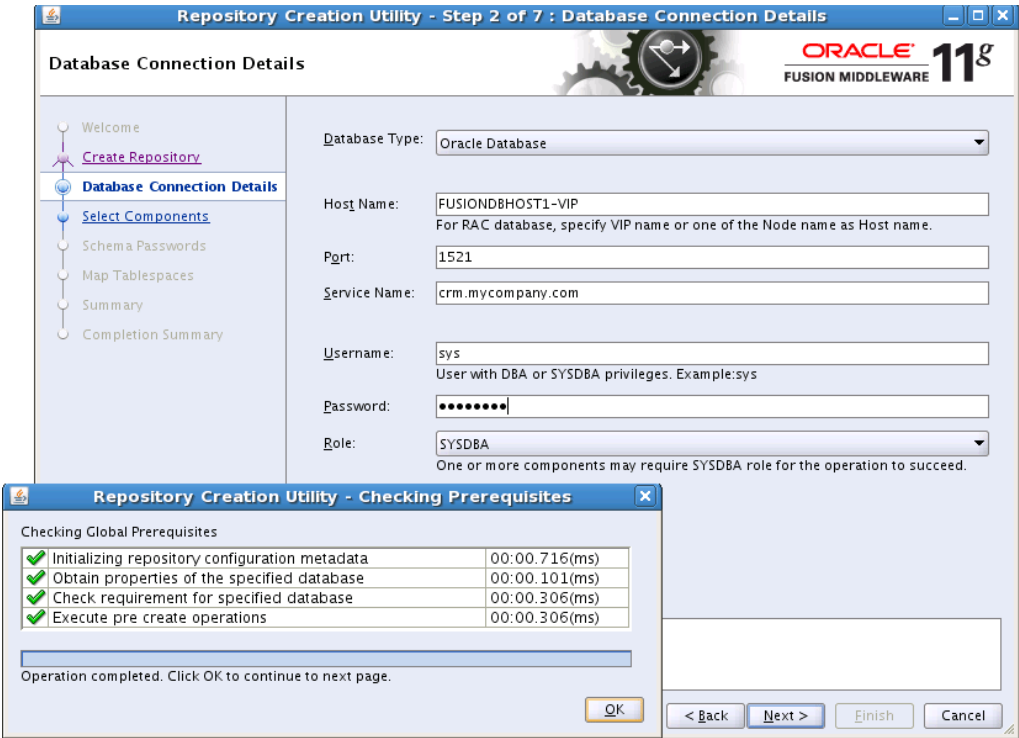 Repository Creation Utility - Step 2 of 7 : Database Connection Details
Database Connection Details
ORACLE
FUSION MIDDLEWARE
11g
Welcome
Create Repository
Database Connection Details
Select Components
Schema Passwords
Map Tablespaces
Summary
Completion Summary
Database Type: Oracle Database
Host Name: FUSIONDBHOST1-VIP
For RAC database, specify VIP name or one of the Node name as Host name.
Port: 1521
Service Name: crm.mycompany.com
Username: sys
User with DBA or SYSDBA privileges. Example:sys
Password: ••••••••
Role: SYSDBA
One or more components may require SYSDBA role for the operation to succeed.
Repository Creation Utility - Checking Prerequisites
Checking Global Prerequisites
Initializing repository configuration metadata 00:00.716(ms)
Obtain properties of the specified database 00:00.101(ms)
Check requirement for specified database 00:00.306(ms)
Execute pre create operations 00:00.306(ms)
Operation completed. Click OK to continue to next page.
OK
< Back Next > Finish Cancel